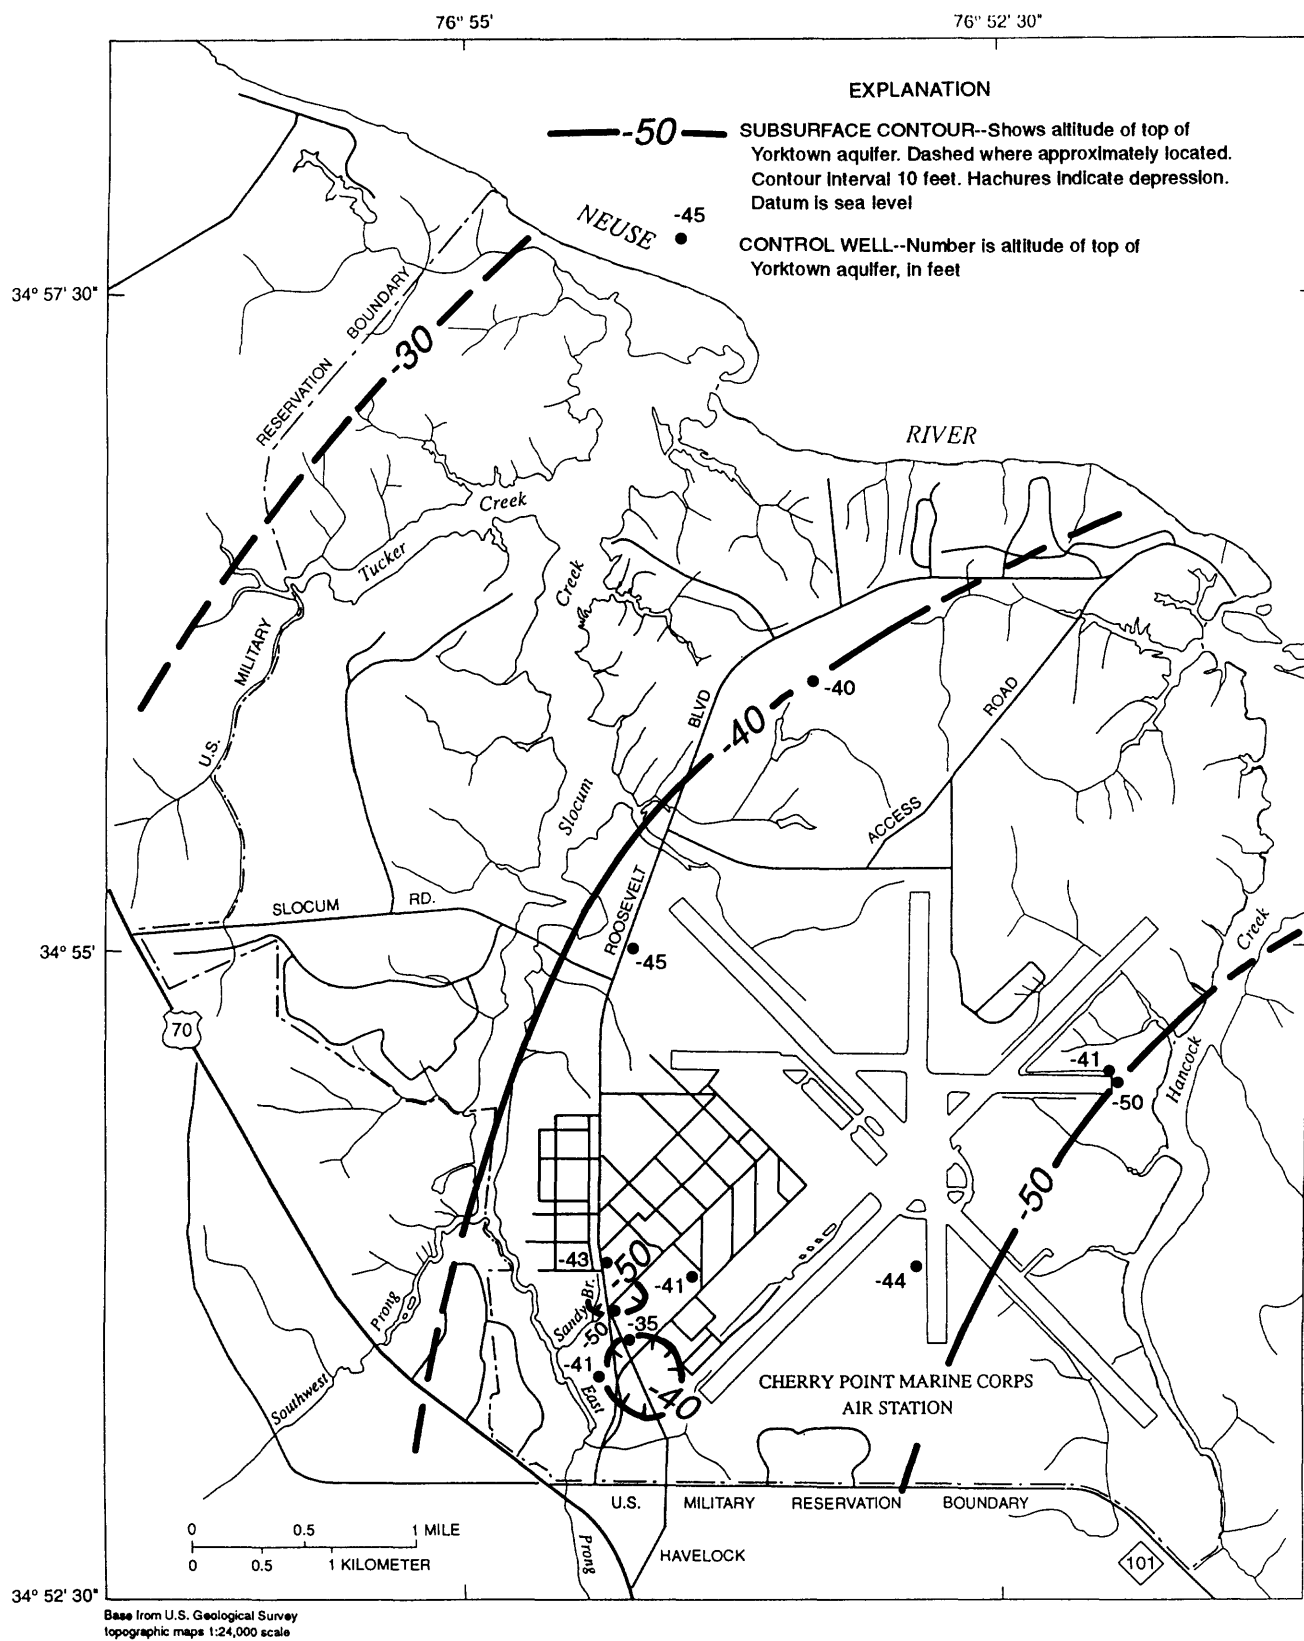 76° 55'
76° 52' 30"
EXPLANATION
-50
SUBSURFACE CONTOUR--Shows altitude of top of
Yorktown aquifer. Dashed where approximately located.
Contour interval 10 feet. Hachures indicate depression.
Datum is sea level
-45
CONTROL WELL--Number is altitude of top of
Yorktown aquifer, in feet
NEUSE
34° 57' 30"
RESERVATION BOUNDARY
-30
RIVER
Creek
Tucker
Creek
U.S. MILITARY
-40
BLVD
-40
ROAD
Slocum
ACCESS
ROOSEVELT
SLOCUM RD.
Creek
34° 55'
-45
70
-41
-50
Hancock
-50
-43
-50
-41
-44
Sandy Br.
-50
-35
Prong
-41
East
-40
Southwest
CHERRY POINT MARINE CORPS
AIR STATION
U.S. MILITARY RESERVATION BOUNDARY
0 0.5 1 MILE
0 0.5 1 KILOMETER
Prong
HAVELOCK
101
34° 52' 30"
Base from U.S. Geological Survey
topographic maps 1:24,000 scale